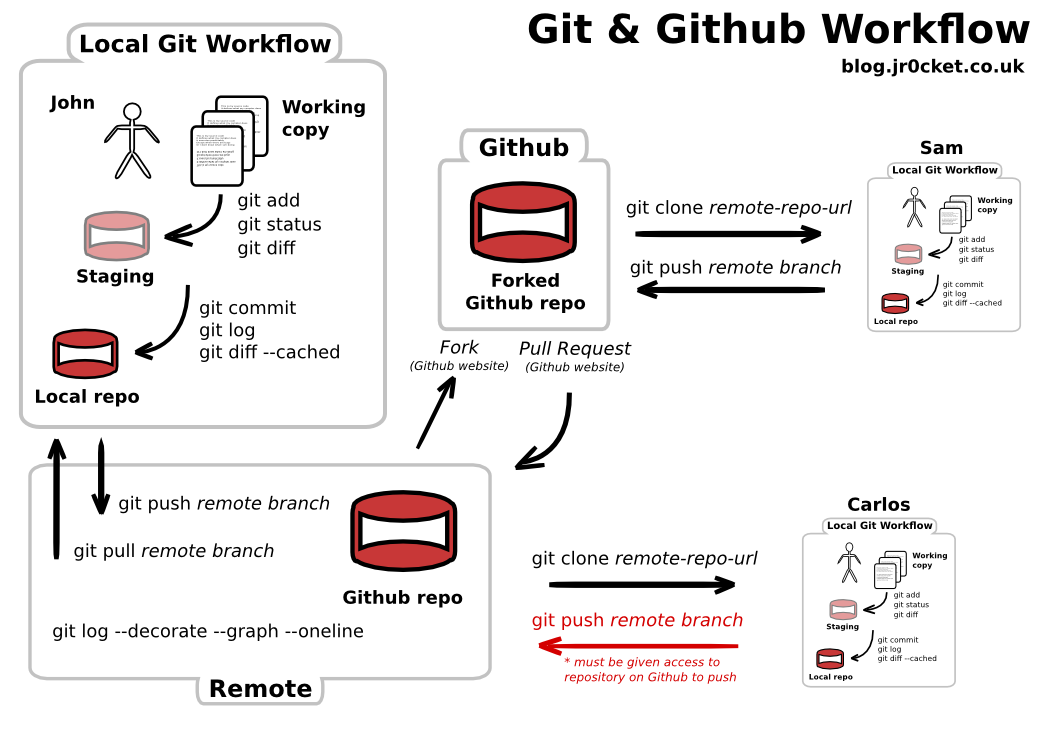 Git & Github Workflow
blog.jr0cket.co.uk
Local Git Workflow
John
Working
copy
git add
git status
git diff
Staging
git commit
git log
git diff --cached
Local repo
Github
Forked
Github repo
git clone remote-repo-url
git push remote branch
Sam
Local Git Workflow
Working
copy
git add
git status
git diff
Staging
git commit
git log
git diff --cached
Local repo
Fork
(Github website)
Pull Request
(Github website)
git push remote branch
git pull remote branch
Github repo
git log --decorate --graph --oneline
Remote
git clone remote-repo-url
git push remote branch
* must be given access to
repository on Github to push
Carlos
Local Git Workflow
Working
copy
git add
git status
git diff
Staging
git commit
git log
git diff --cached
Local repo